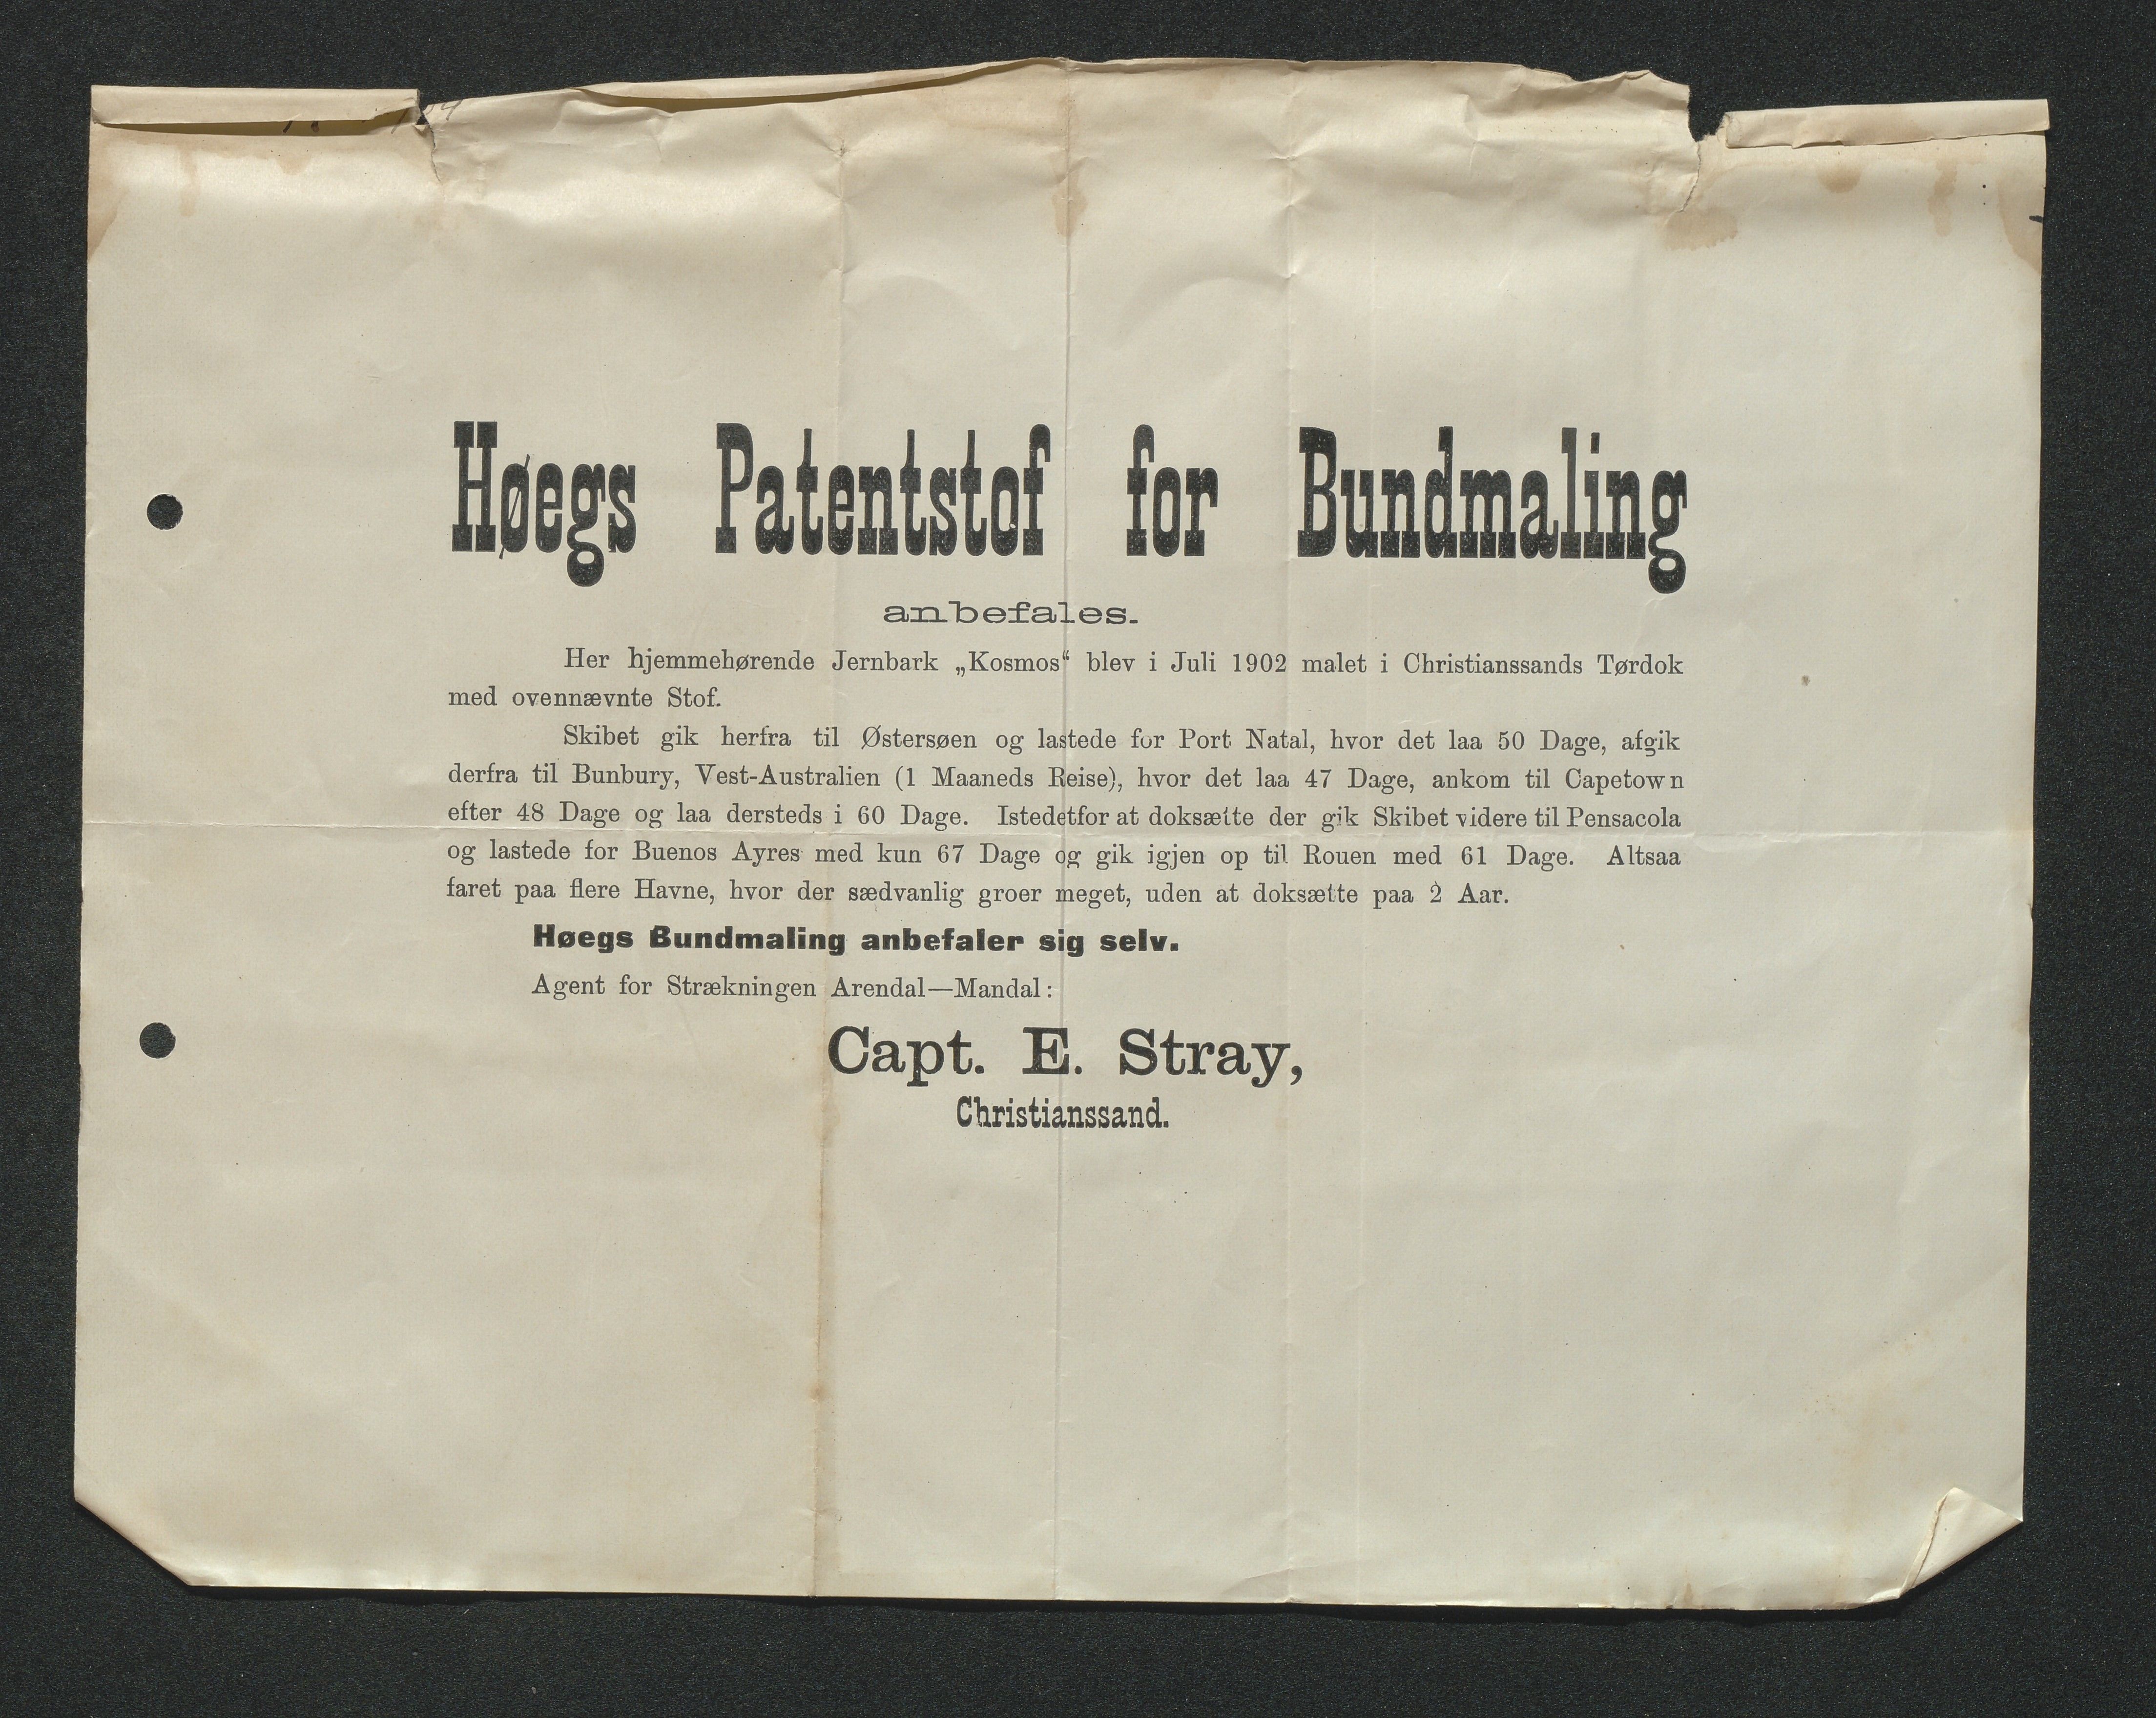 Høegs Patentstof for Bundmaling
anbefales.
Her hjemmehørende Jernbark „Kosmos“ blev i Juli 1902 malet i Christianssands Tørdok
med ovennævnte Stof.
Skibet gik herfra til Østersøen og lastede for Port Natal, hvor det laa 50 Dage, afgik
derfra til Bunbury, Vest-Australien (1 Maaneds Reise), hvor det laa 47 Dage, ankom til Capetown
efter 48 Dage og laa dersteds i 60 Dage. Istedetfor at doksætte der gik Skibet videre til Pensacola
og lastede for Buenos Ayres med kun 67 Dage og gik igjen op til Rouen med 61 Dage. Altsaa
faret paa flere Havne, hvor der sædvanlig groer meget, uden at doksætte paa 2 Aar.
Høegs Bundmaling anbefaler sig selv.
Agent for Strækningen Arendal—Mandal:
Capt. E. Stray,
Christianssand.